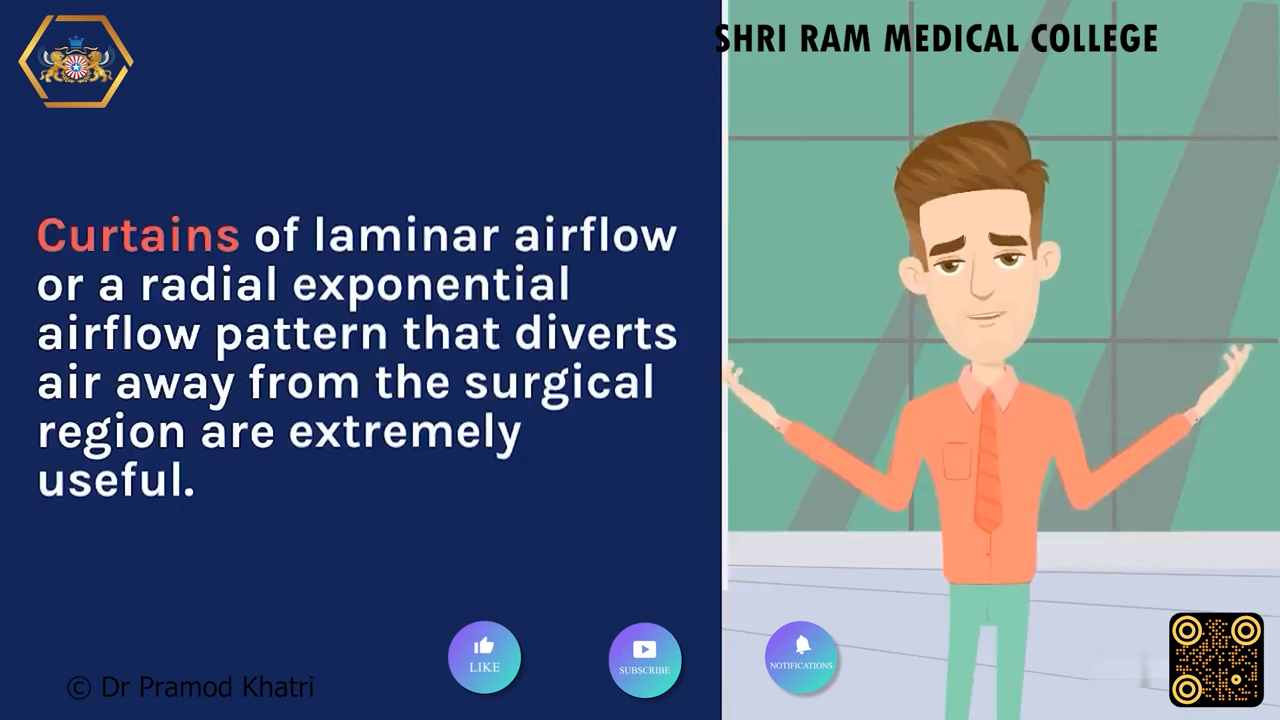 SHRI RAM MEDICAL COLLEGE
Curtains of laminar airflow
or a radial exponential
airflow pattern that diverts
air away from the surgical
region are extremely
useful.
LIKE
SUBSCRIBE
NOTIFICATIONS
© Dr Pramod Khatri